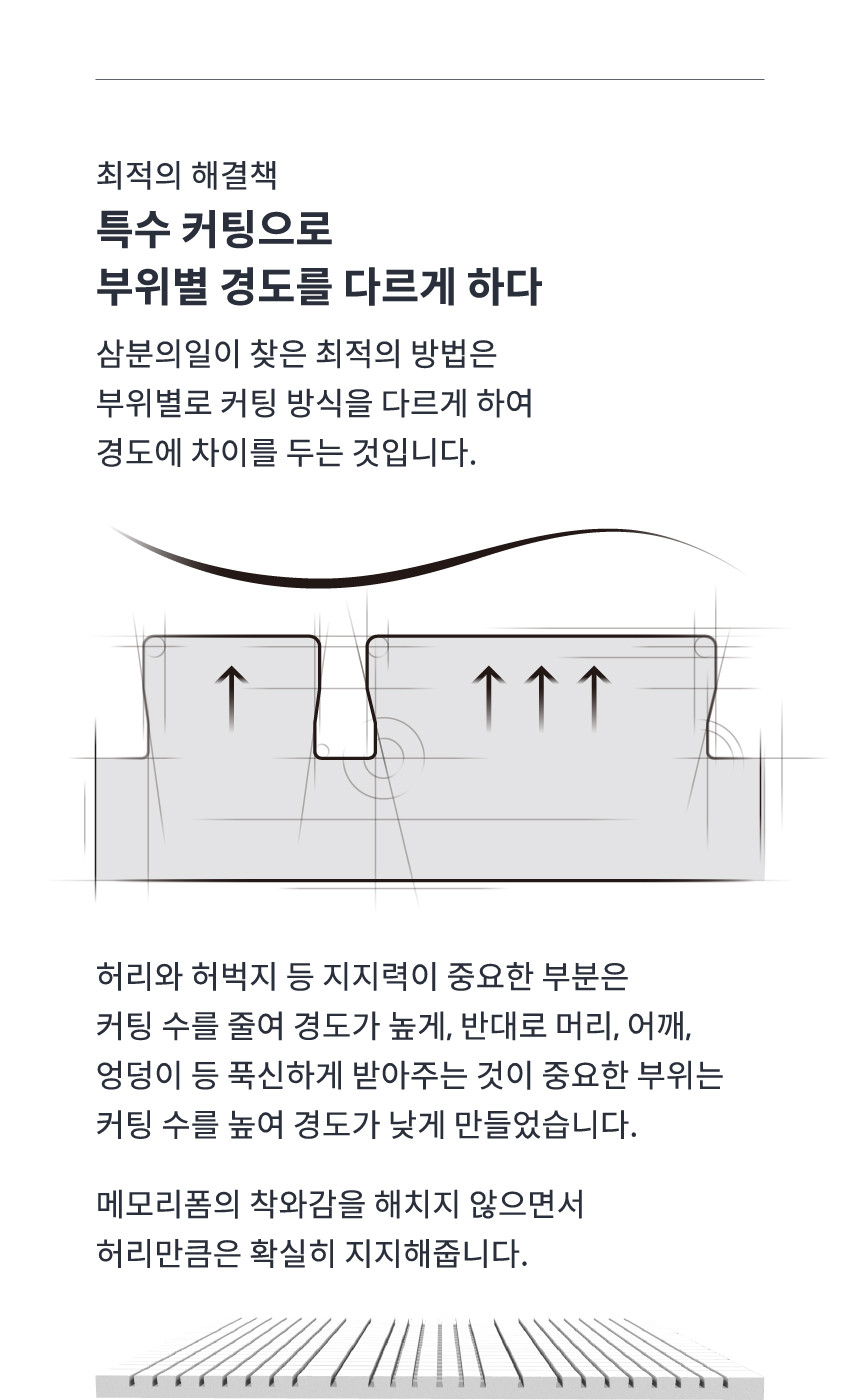 최적의 해결책
특수 커팅으로
부위별 경도를 다르게 하다
삼분의일이 찾은 최적의 방법은
부위별로 커팅 방식을 다르게 하여
경도에 차이를 두는 것입니다.
허리와 허벅지 등 지지력이 중요한 부분은
커팅 수를 줄여 경도가 높게, 반대로 머리, 어깨,
엉덩이 등 푹신하게 받아주는 것이 중요한 부위는
커팅 수를 높여 경도가 낮게 만들었습니다.
메모리폼의 착와감을 해치지 않으면서
허리만큼은 확실히 지지해줍니다.